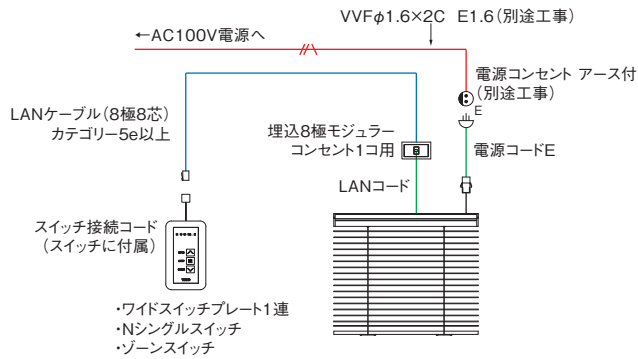 VVFφ1.6×2C E1.6(別途工事)
←AC100V電源へ
電源コンセント アース付
(別途工事)
E
LANケーブル(8極8芯)
カテゴリー5e以上
埋込8極モジュラー
コンセント1コ用
電源コードE
LANコード
スイッチ接続コード
(スイッチに付属)
・ワイドスイッチプレート1連
・Nシングルスイッチ
・ゾーンスイッチ